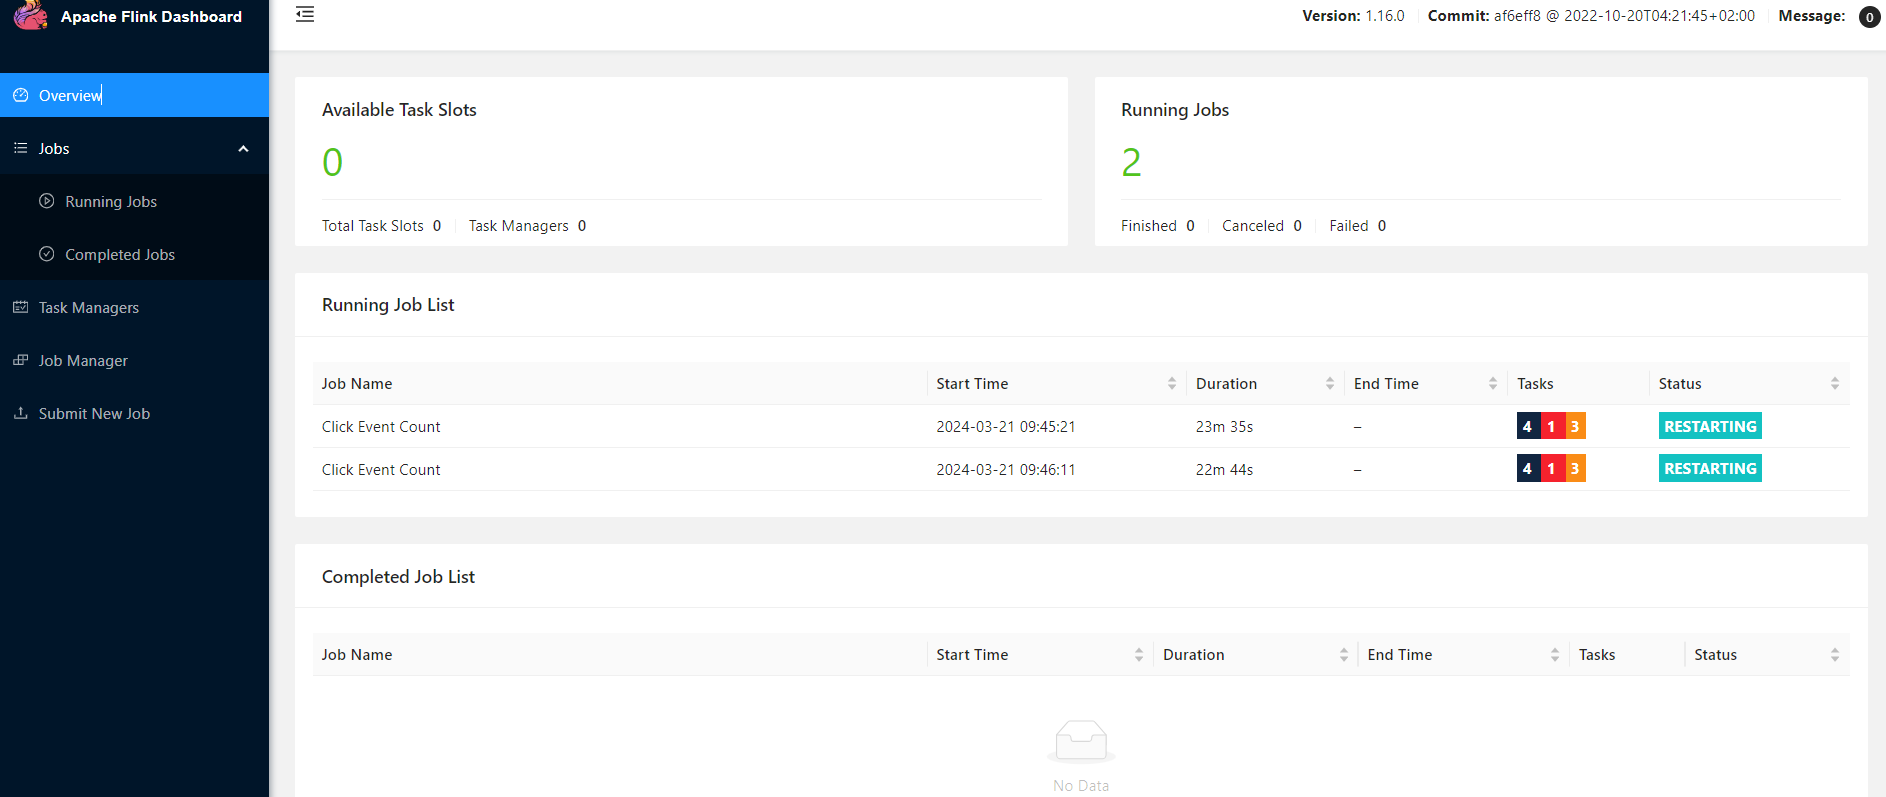 Apache Flink Dashboard
Version: 1.16.0 Commit: af6eff8 @ 2022-10-20T04:21:45+02:00 Message: 0
Overview
Jobs
Running Jobs
Completed Jobs
Task Managers
Job Manager
Submit New Job
Available Task Slots
0
Total Task Slots 0 Task Managers 0
Running Jobs
2
Finished 0 Canceled 0 Failed 0
Running Job List
Job Name Start Time Duration End Time Tasks Status
Click Event Count 2024-03-21 09:45:21 23m 35s – 4 1 3 RESTARTING
Click Event Count 2024-03-21 09:46:11 22m 44s – 4 1 3 RESTARTING
Completed Job List
Job Name Start Time Duration End Time Tasks Status
No Data